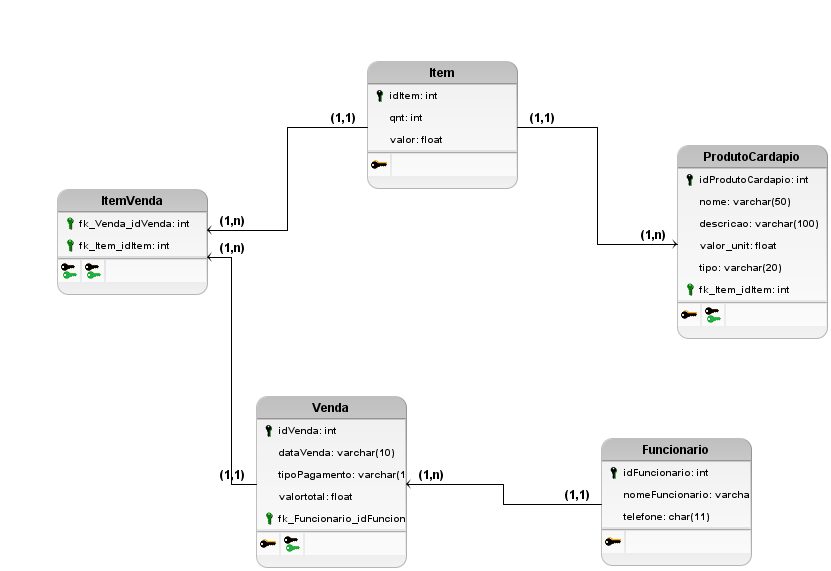 Item
idItem: int
qnt: int
valor: float
(1,1)
(1,1)
ProdutoCardapio
idProdutoCardapio: int
nome: varchar(50)
descricao: varchar(100)
valor_unit: float
tipo: varchar(20)
fk_Item_idItem: int
(1,n)
ItemVenda
fk_Venda_idVenda: int
fk_Item_idItem: int
(1,n)
(1,n)
Venda
idVenda: int
dataVenda: varchar(10)
tipoPagamento: varchar(1
valortotal: float
fk_Funcionario_idFuncion
(1,1)
(1,n)
Funcionario
idFuncionario: int
nomeFuncionario: varcha
telefone: char(11)
(1,1)